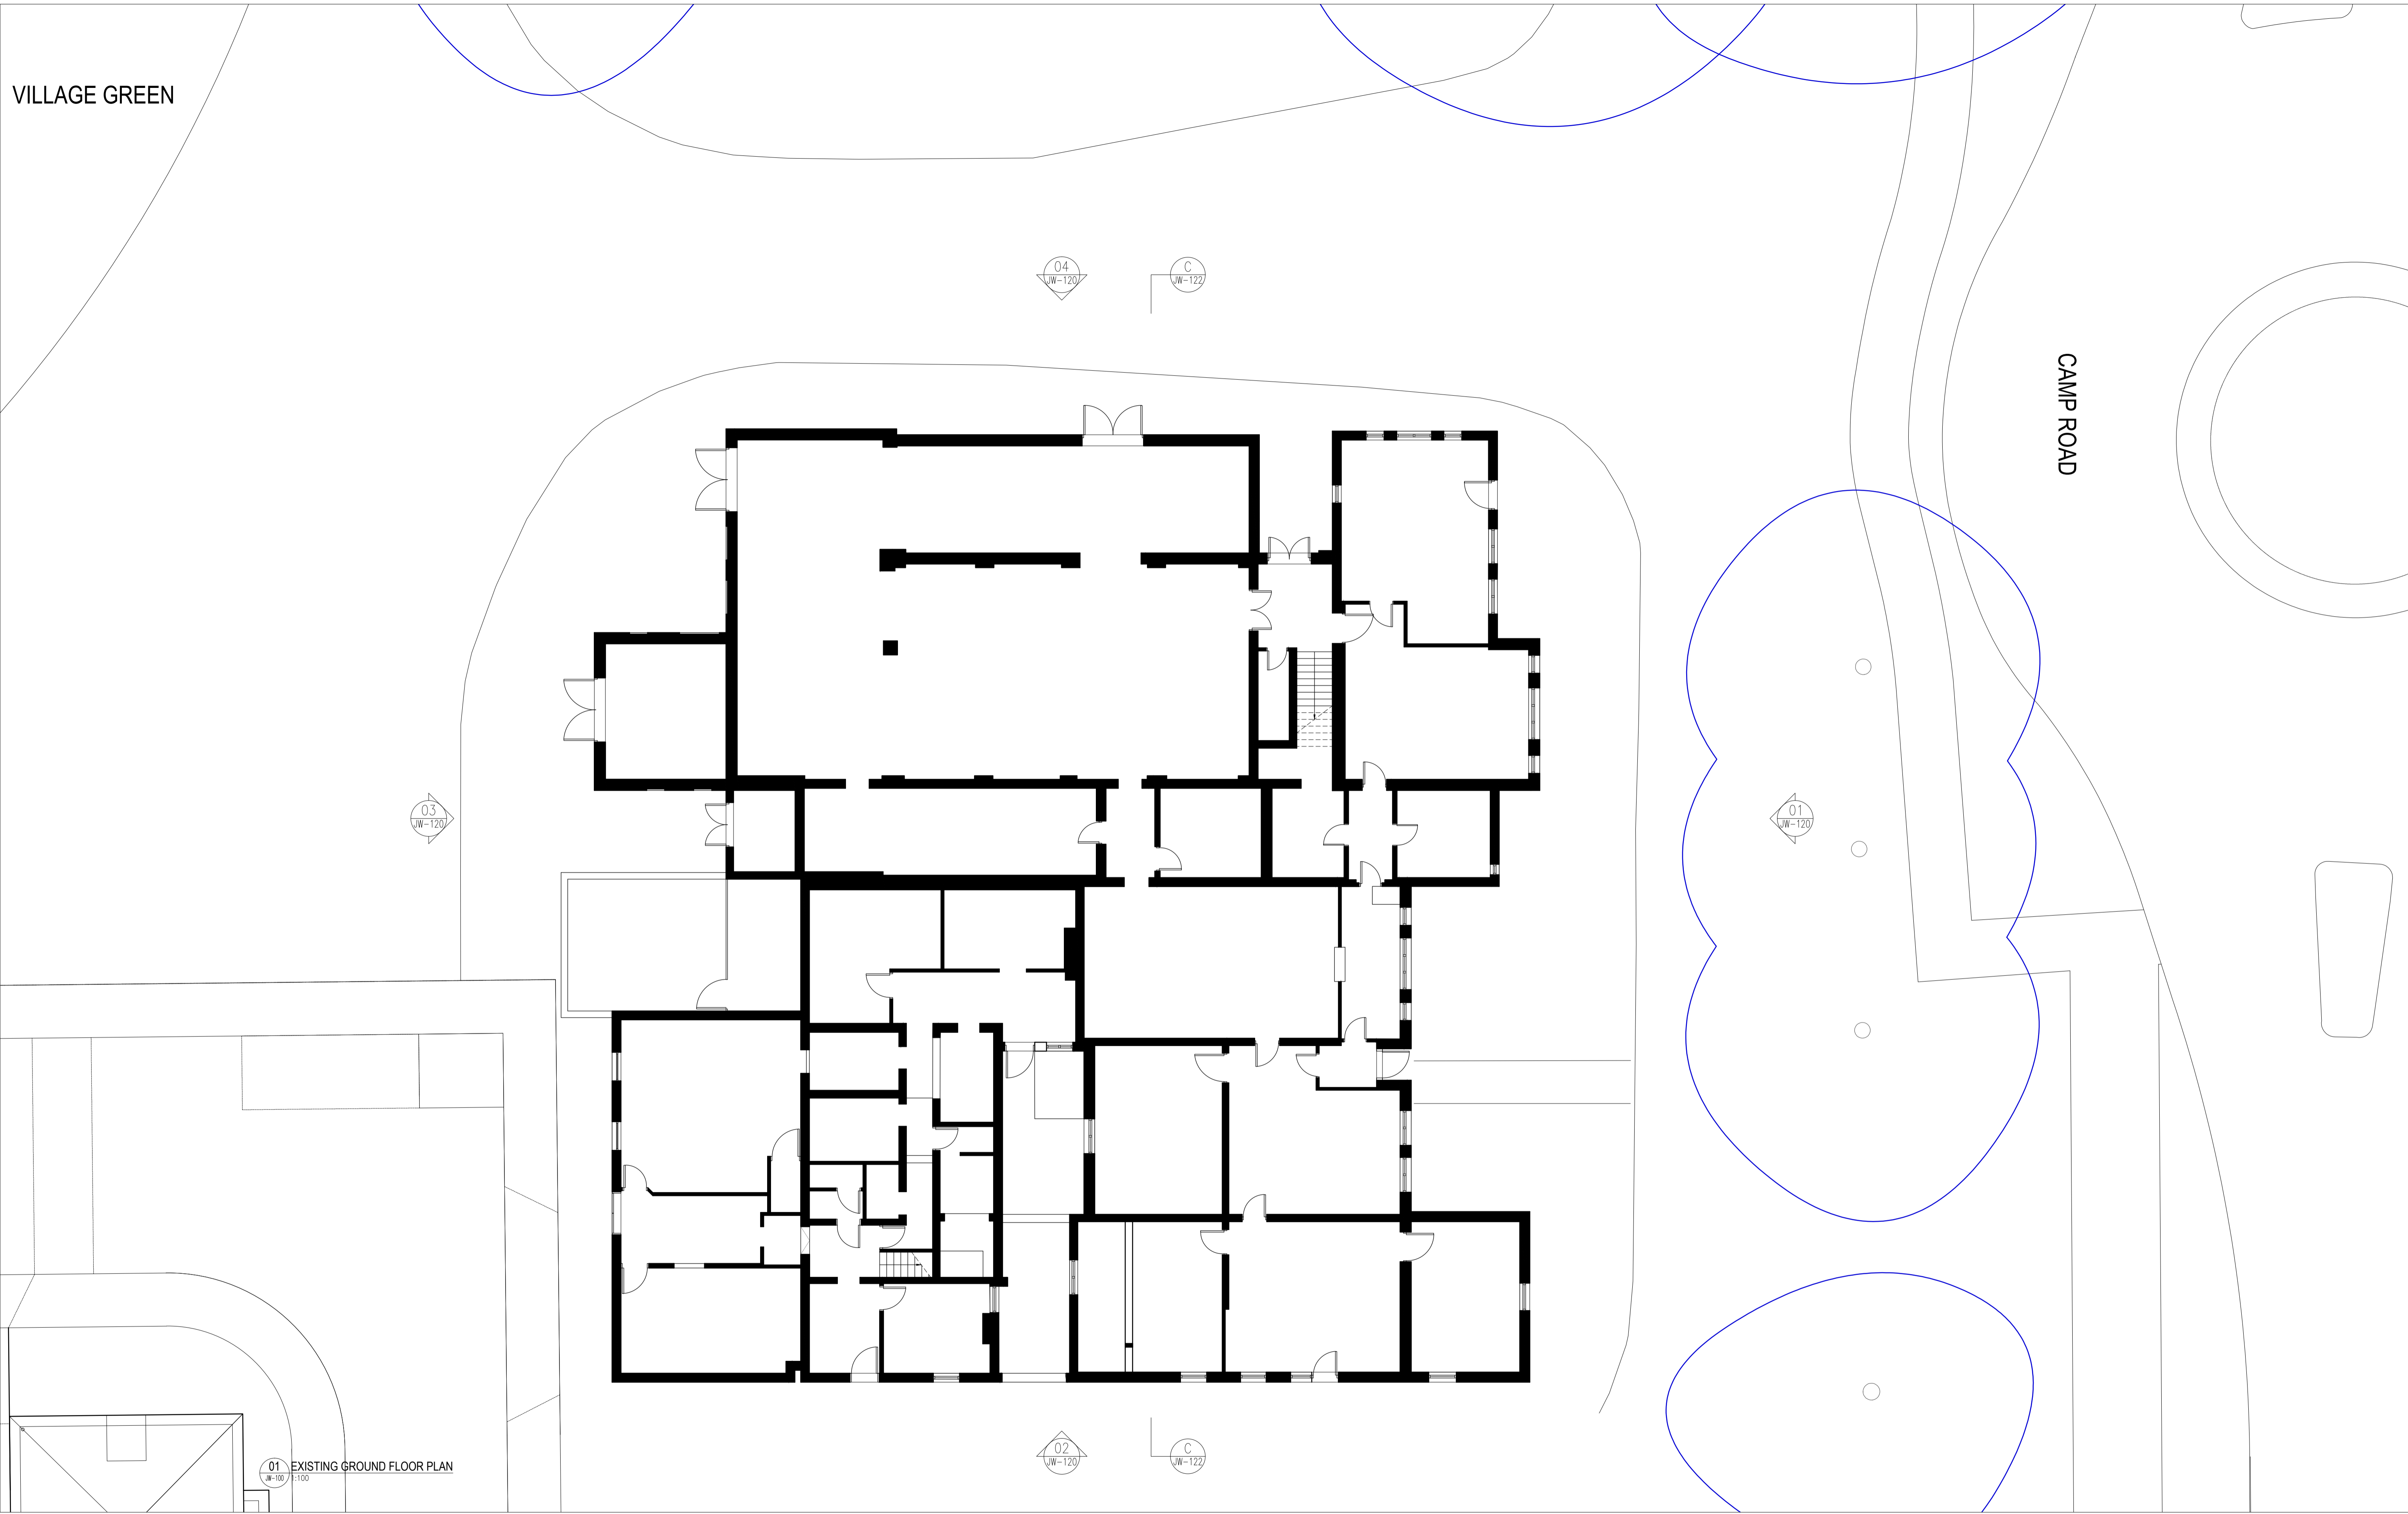 VILLAGE GREEN
04
JW-120
C
JW-122
CAMP ROAD
03
JW-120
01
JW-120
02
JW-120
C
JW-122
01
JW-100
EXISTING GROUND FLOOR PLAN
1:100